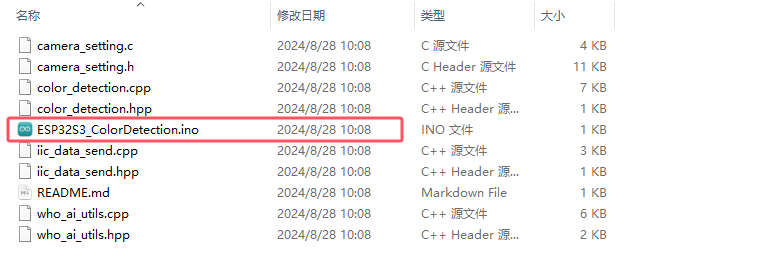 名称 修改日期 类型 大小
camera_setting.c 2024/8/28 10:08 C 源文件 4 KB
camera_setting.h 2024/8/28 10:08 C Header 源文件 11 KB
color_detection.cpp 2024/8/28 10:08 C++ 源文件 7 KB
color_detection.hpp 2024/8/28 10:08 C++ Header 源... 1 KB
ESP32S3_ColorDetection.ino 2024/8/28 10:08 INO 文件 1 KB
iic_data_send.cpp 2024/8/28 10:08 C++ 源文件 3 KB
iic_data_send.hpp 2024/8/28 10:08 C++ Header 源... 1 KB
README.md 2024/8/28 10:08 Markdown File 1 KB
who_ai_utils.cpp 2024/8/28 10:08 C++ 源文件 6 KB
who_ai_utils.hpp 2024/8/28 10:08 C++ Header 源... 2 KB